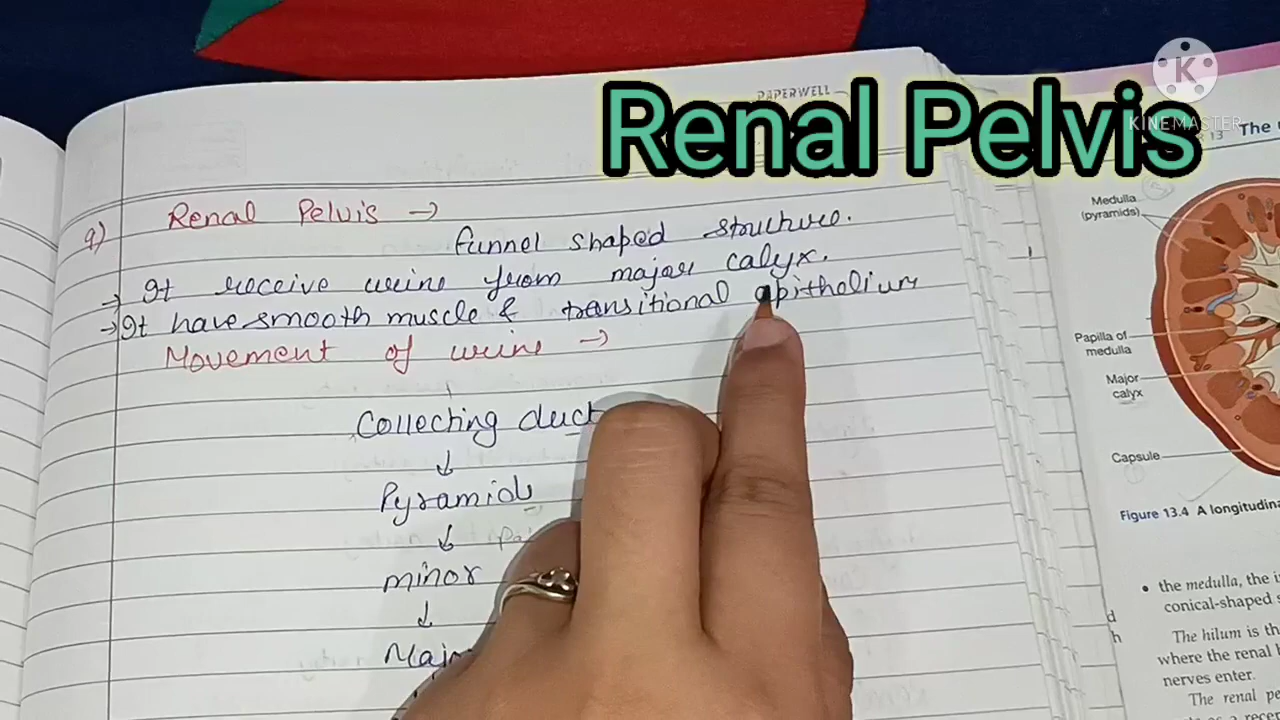 PAPERWELL
Renal Pelvis
KINEMASTER
9) Renal Pelvis →
funnel shaped structure.
→ It receive urine from major calyx.
→ It have smooth muscle & transitional epithelium
Movement of urine →
Collecting duct
↓
Pyramids
↓
minor
↓
Major
13 The
Medulla
(pyramids)
Papilla of
medulla
Major
calyx
Capsule
Figure 13.4 A longitudina
• the medulla, the i
conical-shaped s
The hilum is th
where the renal
nerves enter.
The renal pe